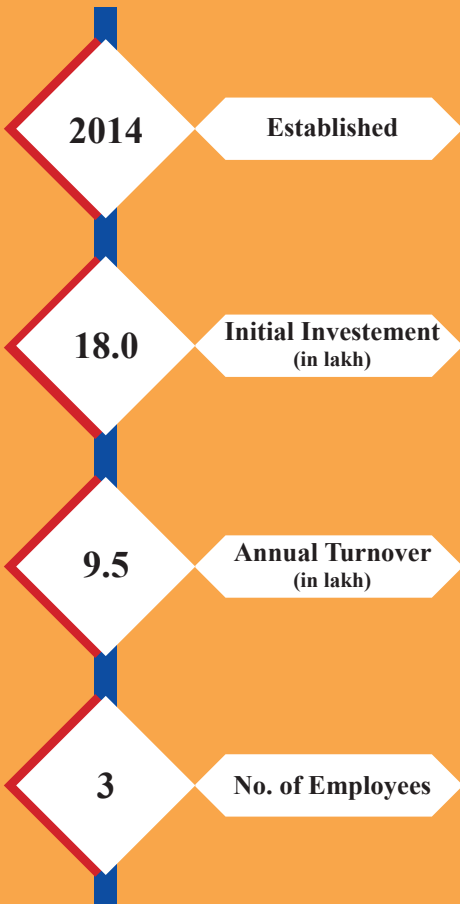 2014
Established
18.0
Initial Investement
(in lakh)
9.5
Annual Turnover
(in lakh)
3
No. of Employees